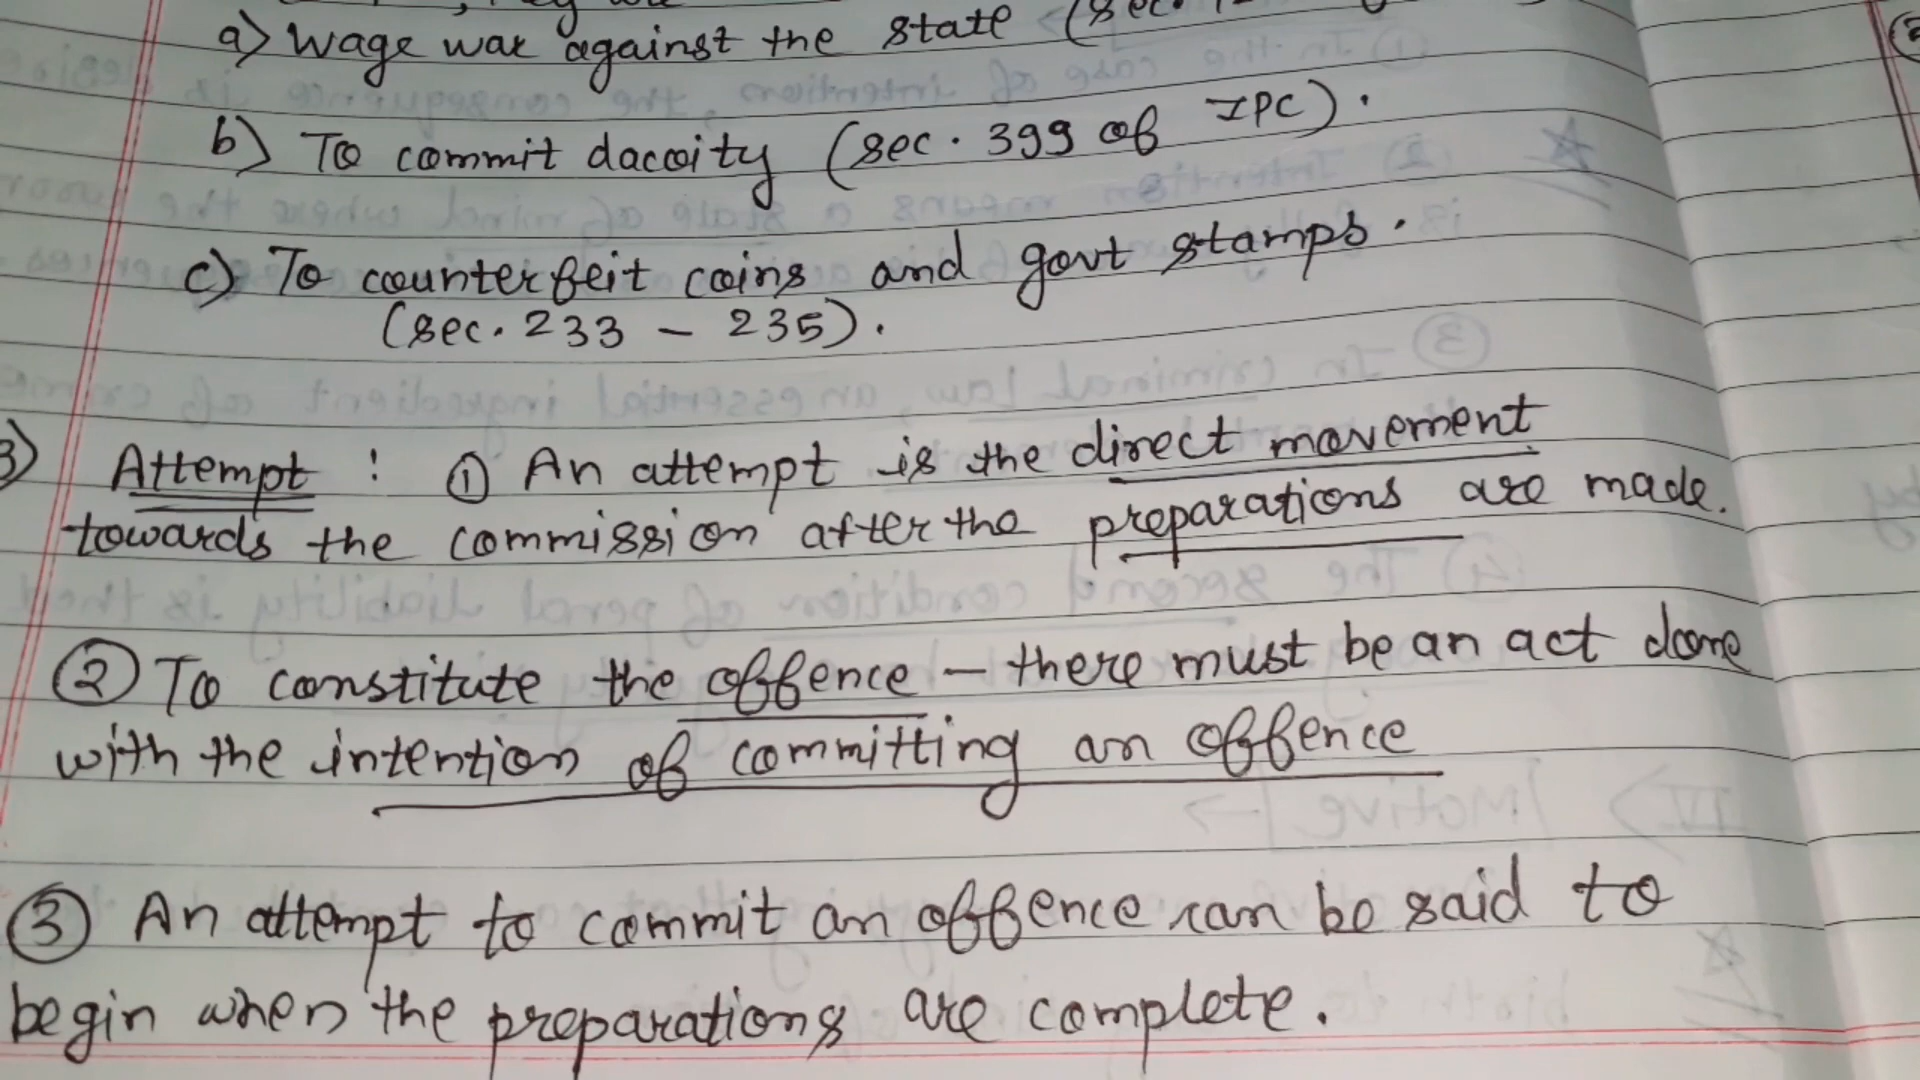 a) Wage war against the state (sec. 12
b) To commit dacoity (sec. 399 of IPC).
c) To counterfeit coins and govt stamps.
(sec. 233 - 235).
3) Attempt : ① An attempt is the direct movement
towards the commission after the preparations are made.
② To constitute the offence - there must be an act done
with the intention of committing an offence
③ An attempt to commit an offence can be said to
begin when the preparations are complete.